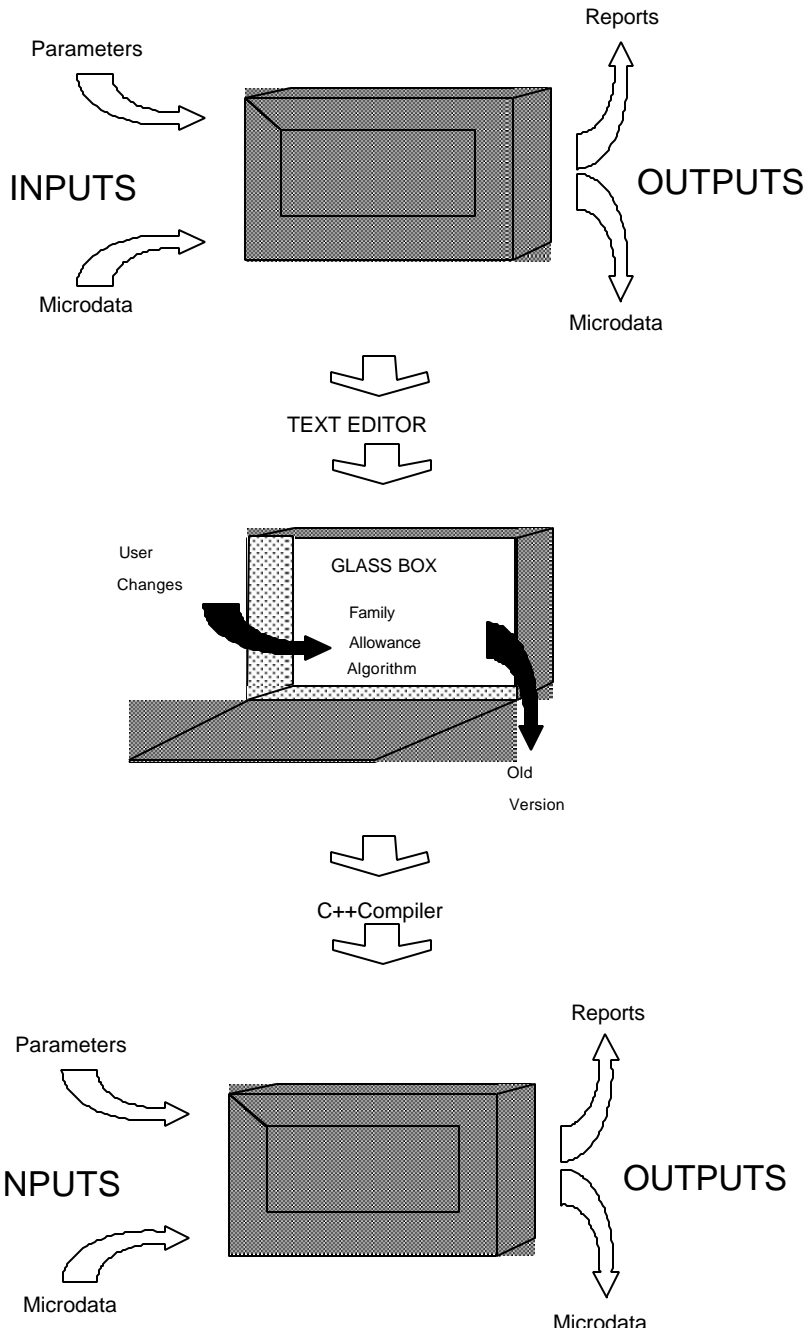 Reports
Parameters
INPUTS
OUTPUTS
Microdata
Microdata
TEXT EDITOR
User
Changes
GLASS BOX
Family
Allowance
Algorithm
Old
Version
C++Compiler
Reports
Parameters
NPUTS
OUTPUTS
Microdata
Microdata